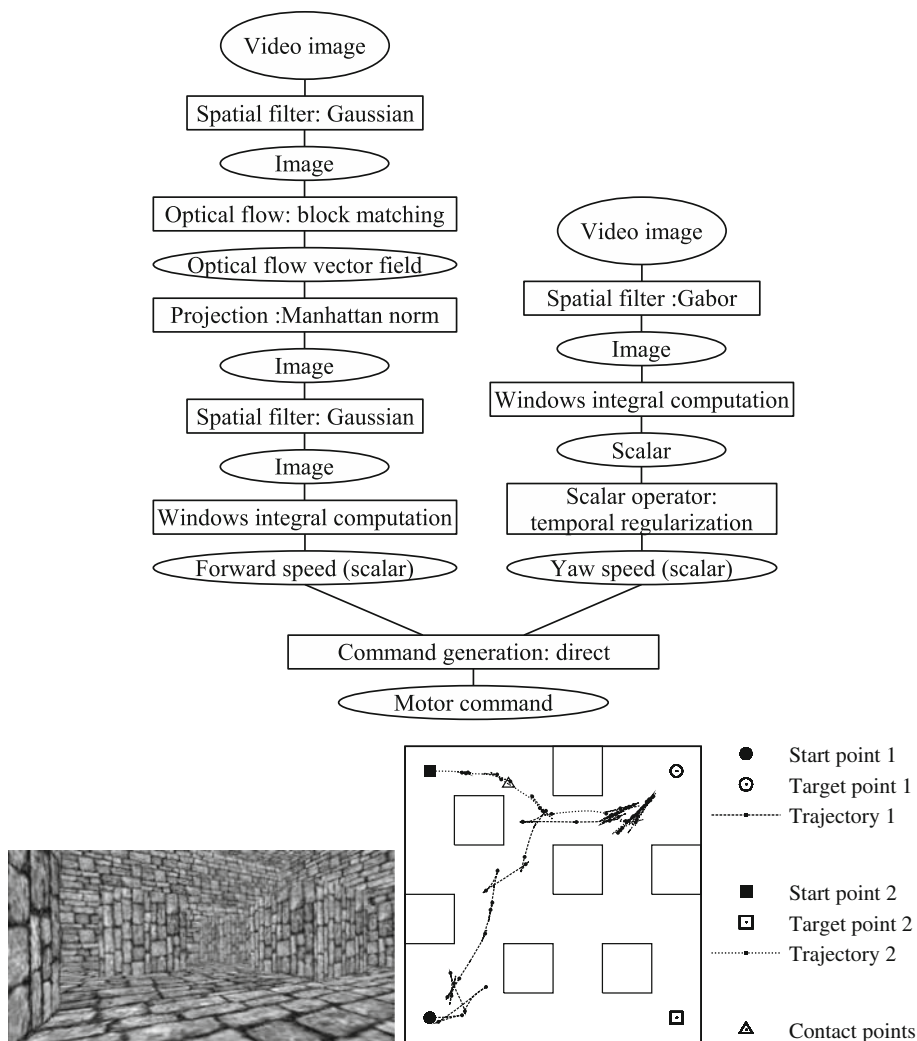 Video image
Spatial filter: Gaussian
Image
Optical flow: block matching
Optical flow vector field
Projection :Manhattan norm
Image
Spatial filter: Gaussian
Image
Windows integral computation
Forward speed (scalar)
Video image
Spatial filter :Gabor
Image
Windows integral computation
Scalar
Scalar operator:
temporal regularization
Yaw speed (scalar)
Command generation: direct
Motor command
Start point 1
Target point 1
Trajectory 1
Start point 2
Target point 2
Trajectory 2
Contact points